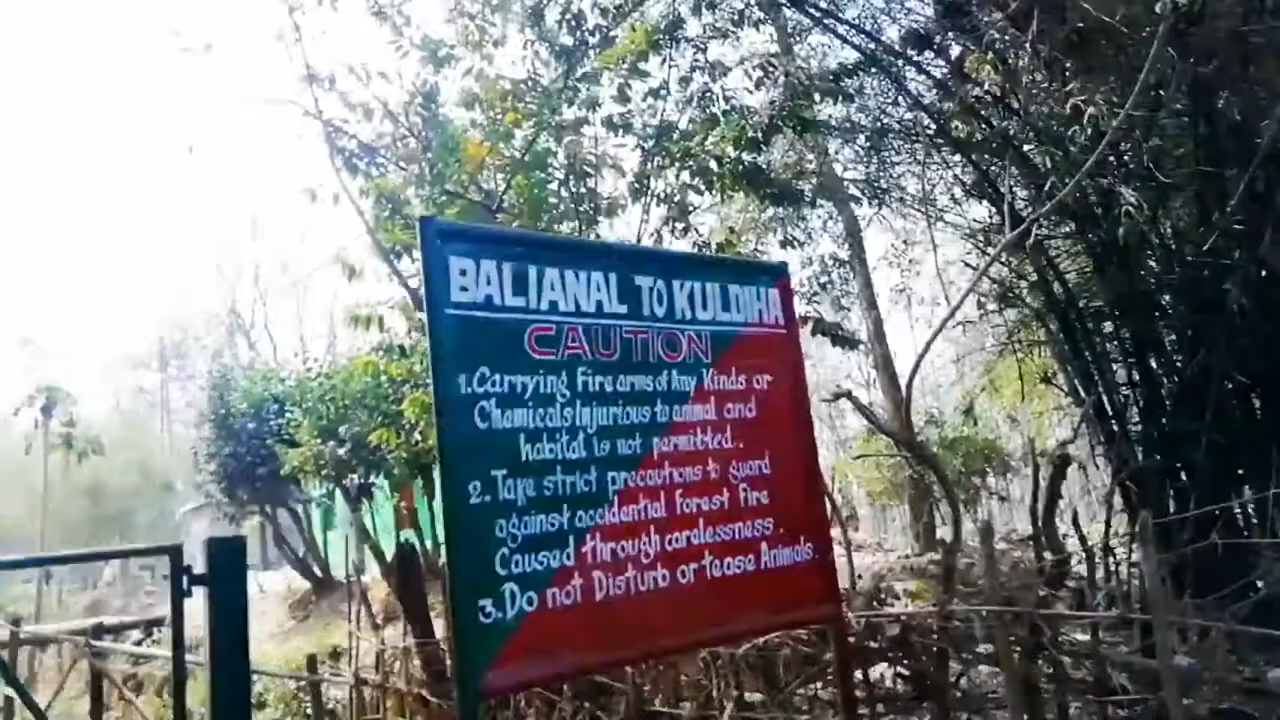 BALIANAL TO KULDIHA
CAUTION
1.Carrying Fire arms of Any Kinds or
Chemicals Injurious to animal and
habital is not permitted..
2.Take strict precautions to guard
against accidential Forest Fire
Caused through carelessness.
3.Do not Disturb or tease Animals.